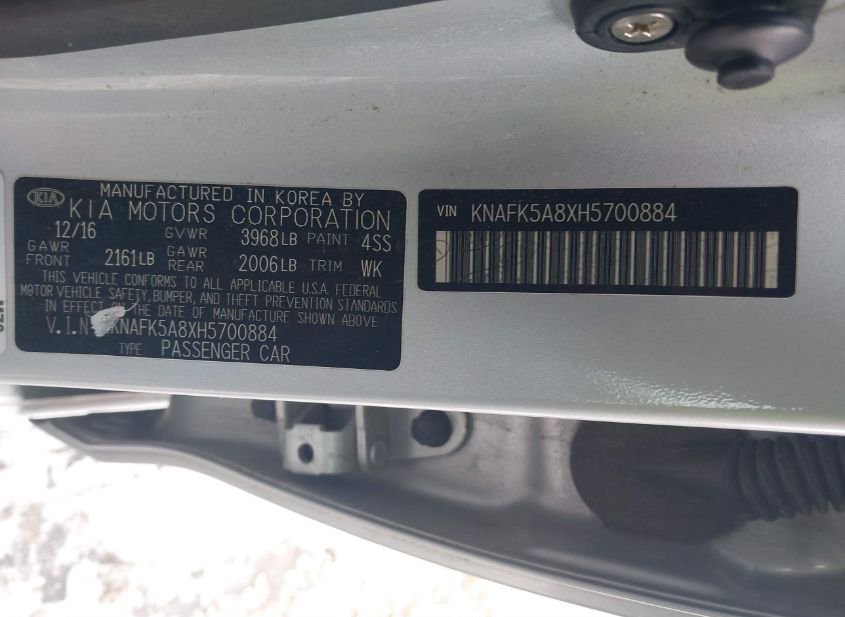 KIA
MANUFACTURED IN KOREA BY
KIA MOTORS CORPORATION
12/16 GVWR 3968LB PAINT 4SS
GAWR FRONT 2161LB GAWR REAR 2006LB TRIM WK
THIS VEHICLE CONFORMS TO ALL APPLICABLE U.S.A. FEDERAL
MOTOR VEHICLE SAFETY, BUMPER, AND THEFT PREVENTION STANDARDS
IN EFFECT ON THE DATE OF MANUFACTURE SHOWN ABOVE
V.I.N KNAFK5A8XH5700884
TYPE PASSENGER CAR
VIN KNAFK5A8XH5700884